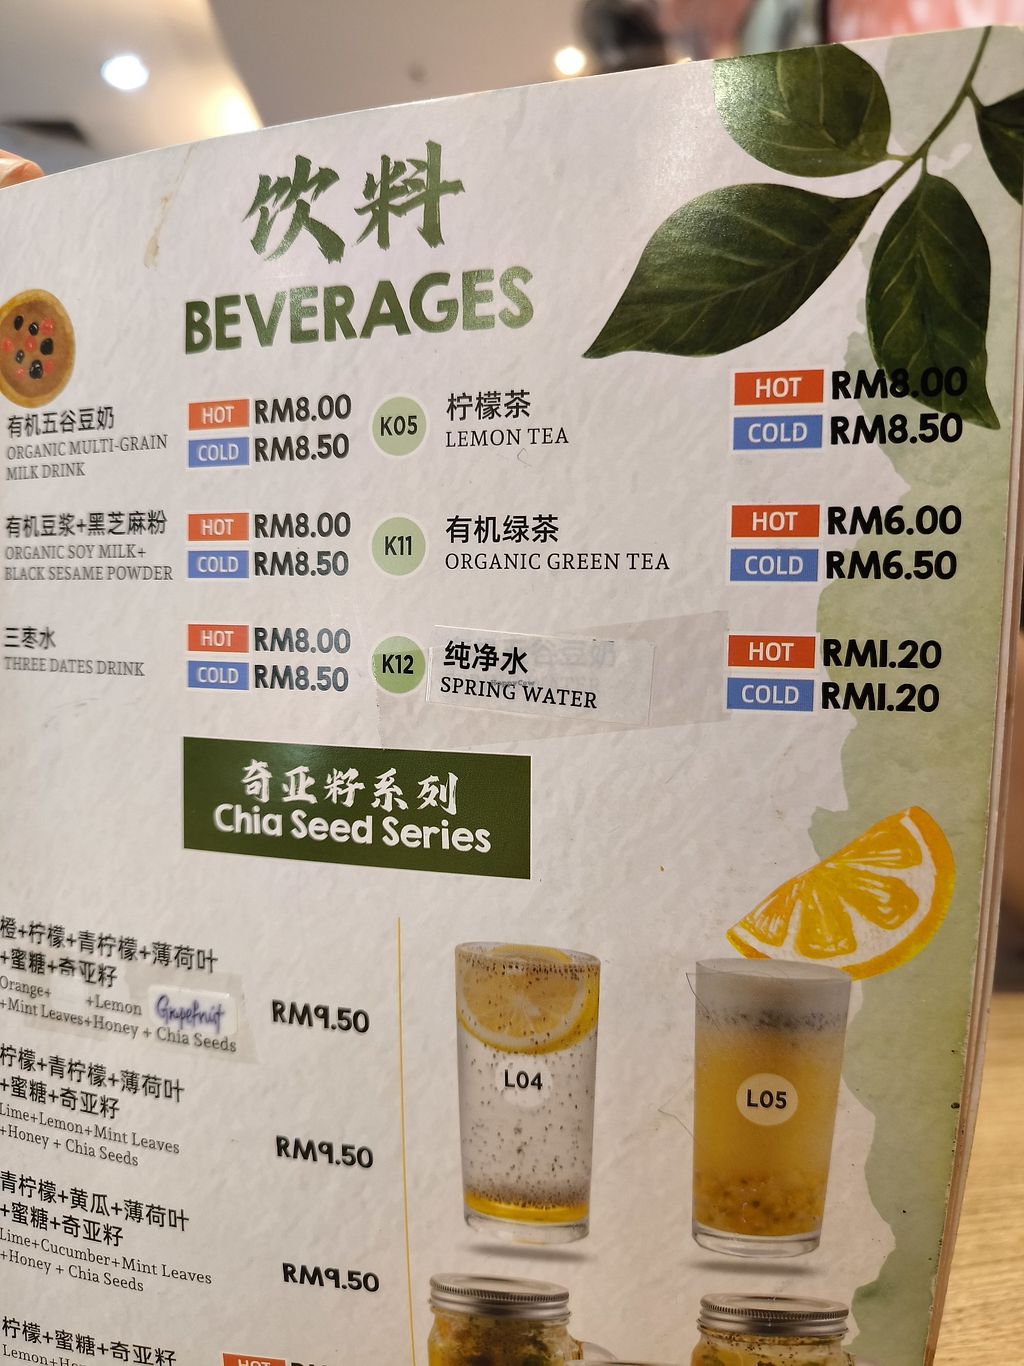 饮料
BEVERAGES
有机五谷豆奶
ORGANIC MULTI-GRAIN
MILK DRINK
HOT RM8.00
COLD RM8.50
K05
柠檬茶
LEMON TEA
HOT RM8.00
COLD RM8.50
有机豆浆+黑芝麻粉
ORGANIC SOY MILK+
BLACK SESAME POWDER
HOT RM8.00
COLD RM8.50
K11
有机绿茶
ORGANIC GREEN TEA
HOT RM6.00
COLD RM6.50
三枣水
THREE DATES DRINK
HOT RM8.00
COLD RM8.50
K12
纯净水
SPRING WATER
HOT RM1.20
COLD RM1.20
奇亚籽系列
Chia Seed Series
橙+柠檬+青柠檬+薄荷叶
+蜜糖+奇亚籽
Orange+ +Lemon Grapefruit
+Mint Leaves+Honey + Chia Seeds
RM9.50
柠檬+青柠檬+薄荷叶
+蜜糖+奇亚籽
Lime+Lemon+Mint Leaves
+Honey + Chia Seeds
RM9.50
青柠檬+黄瓜+薄荷叶
+蜜糖+奇亚籽
Lime+Cucumber+Mint Leaves
+Honey + Chia Seeds
RM9.50
柠檬+蜜糖+奇亚籽
HOT
L04
L05